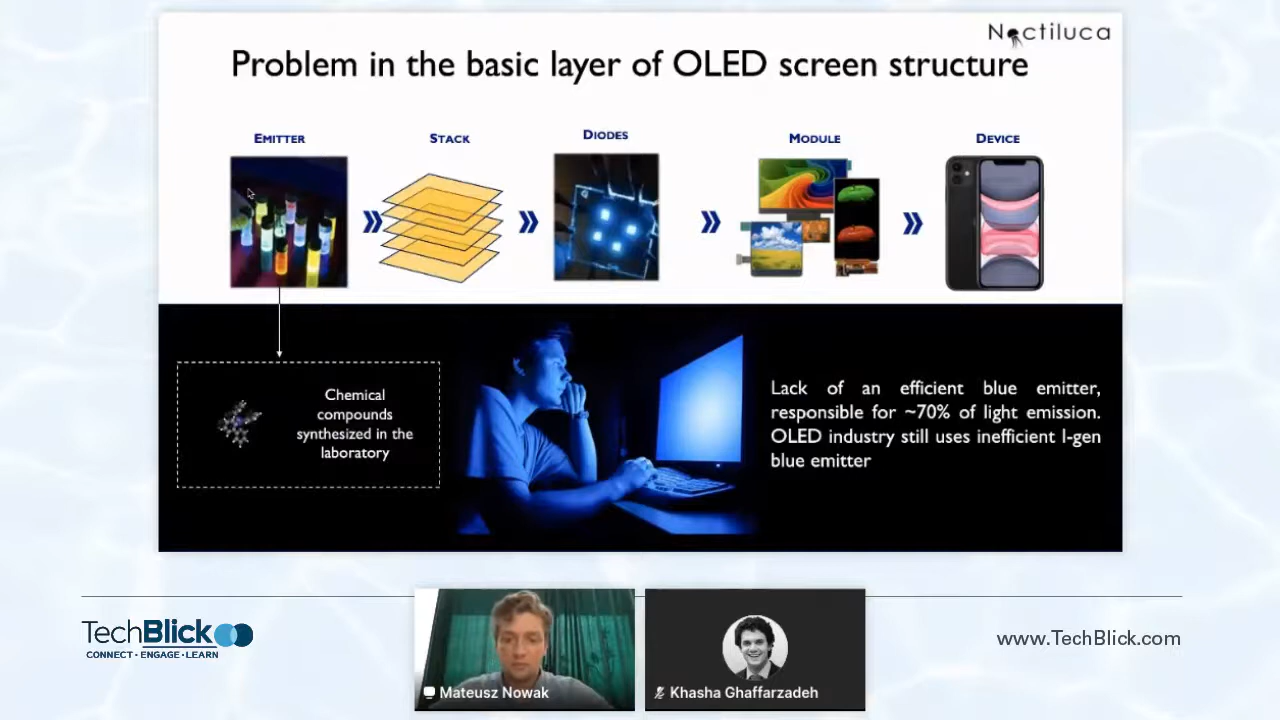 Noctiluca
Problem in the basic layer of OLED screen structure
EMITTER
STACK
DIODES
MODULE
DEVICE
Chemical
compounds
synthesized in the
laboratory
Lack of an efficient blue emitter,
responsible for ~70% of light emission.
OLED industry still uses inefficient I-gen
blue emitter
TechBlick
CONNECT · ENGAGE · LEARN
Mateusz Nowak
Khasha Ghaffarzadeh
www.TechBlick.com